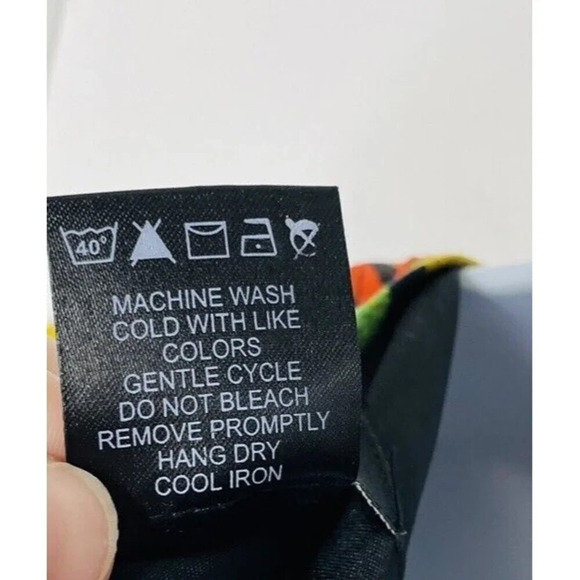 40°
MACHINE WASH
COLD WITH LIKE
COLORS
GENTLE CYCLE
DO NOT BLEACH
REMOVE PROMPTLY
HANG DRY
COOL IRON